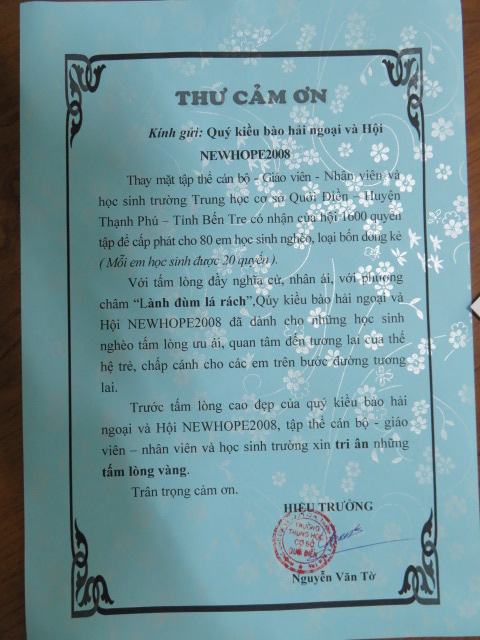 THƯ CẢM ƠN
Kính gửi: Quý kiều bào hải ngoại và Hội
NEWHOPE2008
Thay mặt tập thể cán bộ - Giáo viên - Nhân viên và
học sinh trường Trung học cơ sở Quới Điền – Huyện
Thạnh Phú – Tỉnh Bến Tre có nhận của hội 1600 quyển
tập để cấp phát cho 80 em học sinh nghèo, loại bốn dòng kẻ
( Mỗi em học sinh được 20 quyển ).
Với tấm lòng đầy nghĩa cử, nhân ái, với phương
châm “Lành đùm lá rách”,Qúy kiều bào hải ngoại và
Hội NEWHOPE2008 đã dành cho những học sinh
nghèo tấm lòng ưu ái, quan tâm đến tương lai của thế
hệ trẻ, chấp cánh cho các em trên bước đường tương
lai.
Trước tấm lòng cao đẹp của quý kiều bào hải
ngoại và Hội NEWHOPE2008, tập thể cán bộ - giáo
viên – nhân viên và học sinh trường xin tri ân những
tấm lòng vàng.
Trân trọng cảm ơn.
HIỆU TRƯỞNG
TRƯỜNG
TRUNG HỌC
CƠ SỞ
QUỚI ĐIỀN
Nguyễn Văn Tờ